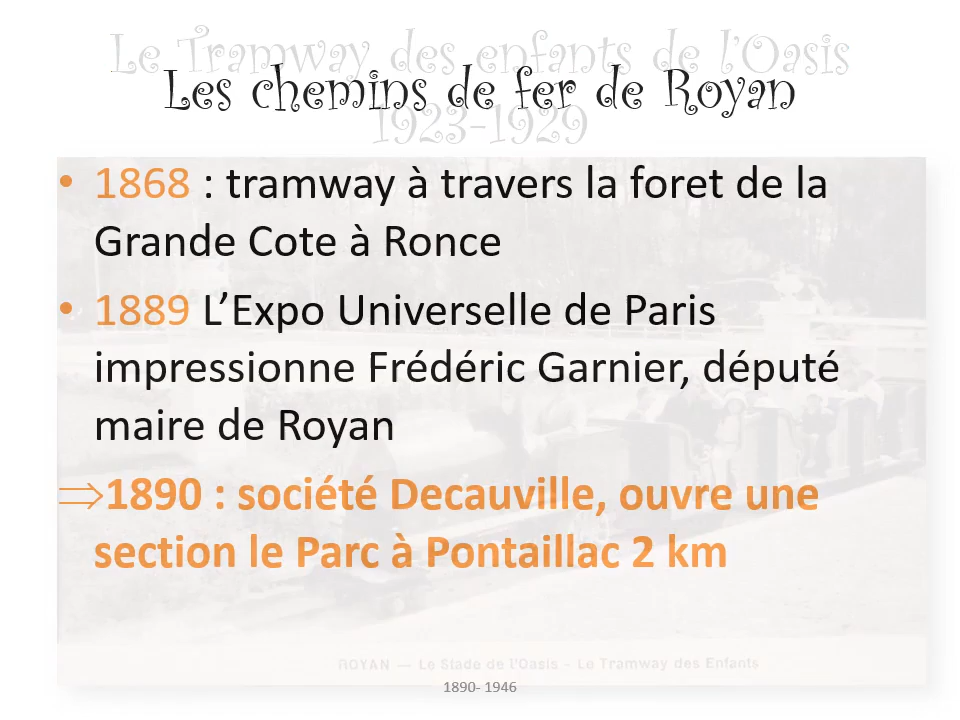 Le Tramway des enfants de l'Oasis
Les chemins de fer de Royan
1923-1929
• 1868 : tramway à travers la foret de la
Grande Cote à Ronce
• 1889 L’Expo Universelle de Paris
impressionne Frédéric Garnier, député
maire de Royan
⇒1890 : société Decauville, ouvre une
section le Parc à Pontaillac 2 km
ROYAN — Le Stade de l'Oasis - Le Tramway des Enfants
1890- 1946